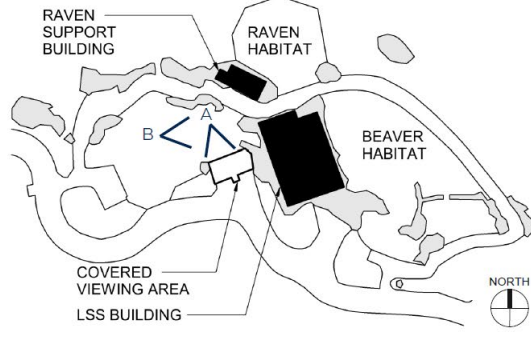 RAVEN
SUPPORT
BUILDING
RAVEN
HABITAT
A
B
BEAVER
HABITAT
COVERED
VIEWING AREA
LSS BUILDING
NORTH